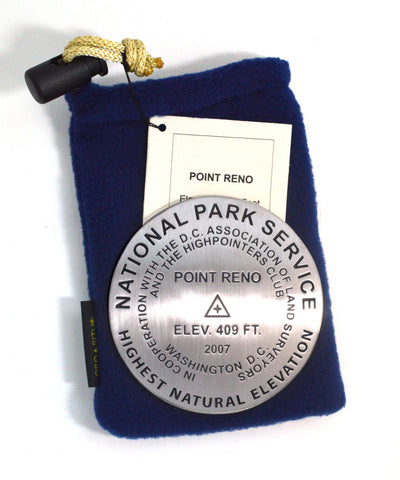 POINT RENO
NATIONAL PARK SERVICE
IN COOPERATION WITH THE D.C. ASSOCIATION OF LAND SURVEYORS
AND THE HIGHPOINTERS CLUB
POINT RENO
ELEV. 409 FT.
2007
WASHINGTON D.C.
HIGHEST NATURAL ELEVATION